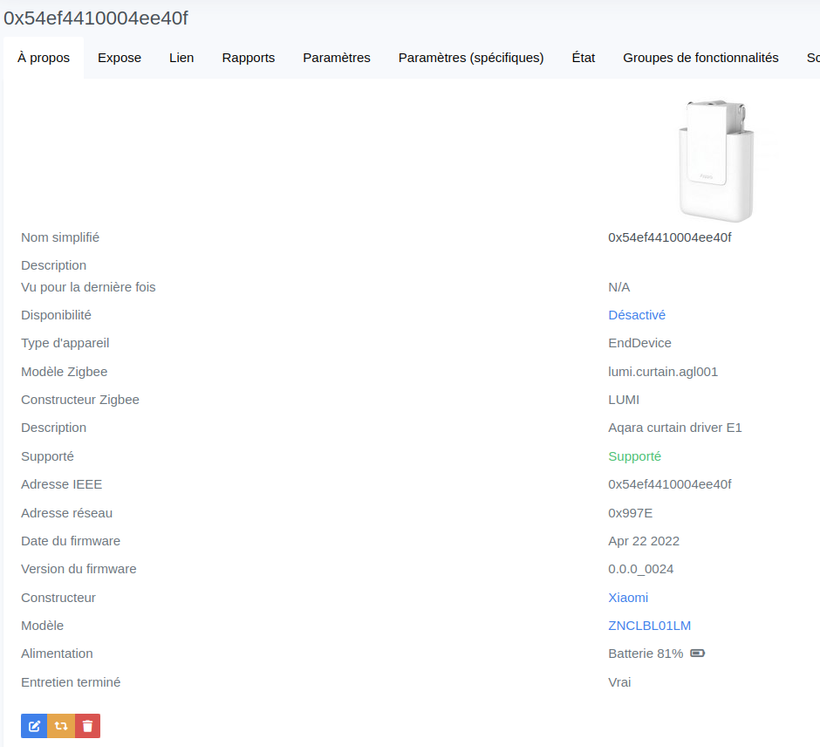 0x54ef4410004ee40f
À propos Expose Lien Rapports Paramètres Paramètres (spécifiques) État Groupes de fonctionnalités
Nom simplifié 0x54ef4410004ee40f
Description
Vu pour la dernière fois N/A
Disponibilité Désactivé
Type d'appareil EndDevice
Modèle Zigbee lumi.curtain.agl001
Constructeur Zigbee LUMI
Description Aqara curtain driver E1
Supporté Supporté
Adresse IEEE 0x54ef4410004ee40f
Adresse réseau 0x997E
Date du firmware Apr 22 2022
Version du firmware 0.0.0_0024
Constructeur Xiaomi
Modèle ZNCLBL01LM
Alimentation Batterie 81%
Entretien terminé Vrai